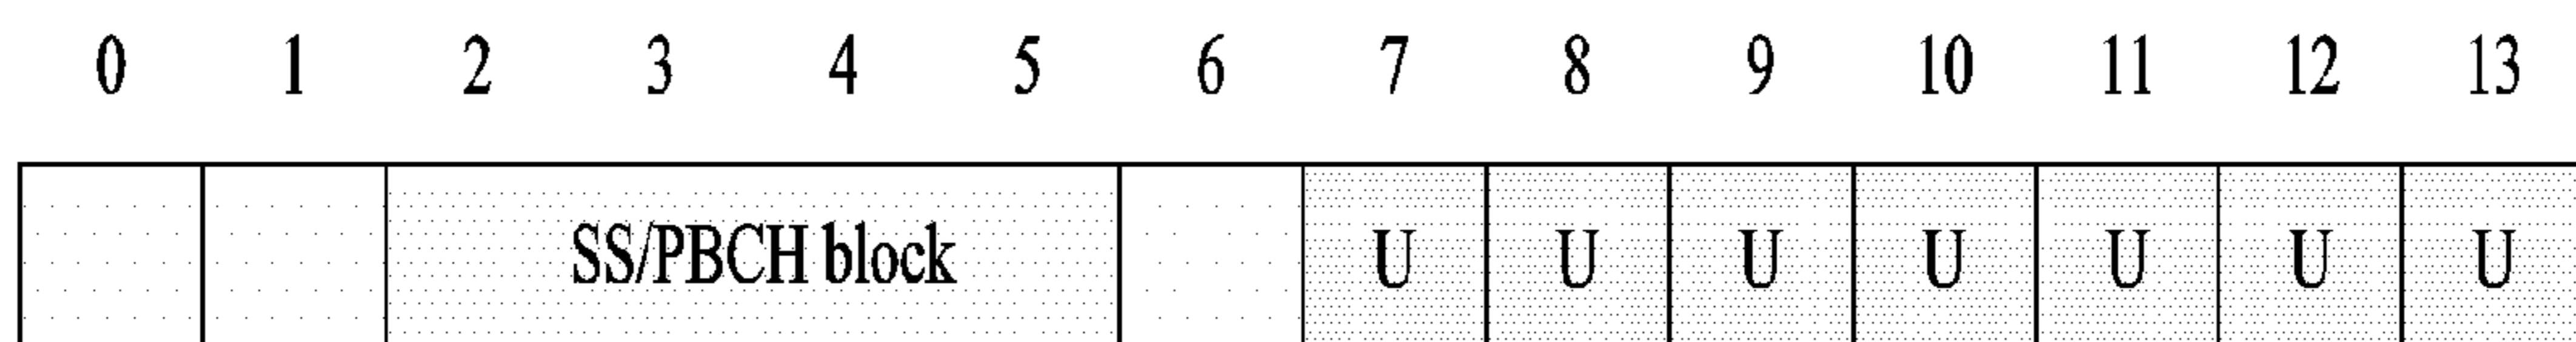 0 1 2 3 4 5 6 7 8 9 10 11 12 13
SS/PBCH block U U U U U U U